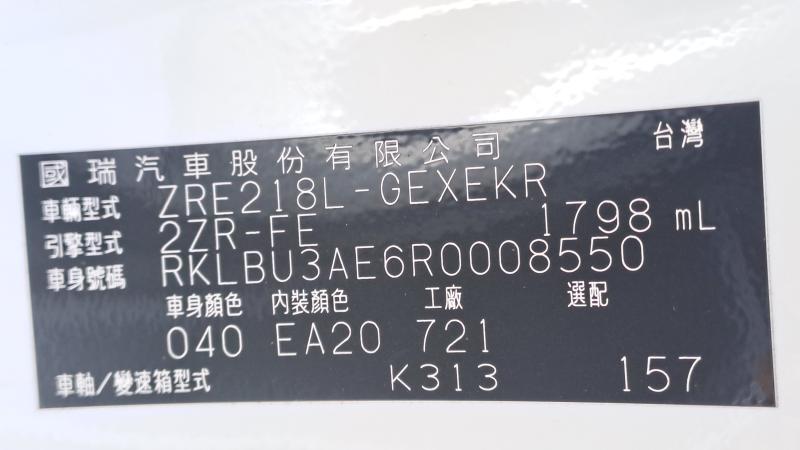 國瑞汽車股份有限公司 台灣
車輛型式 ZRE218L-GEXEKR
引擎型式 2ZR-FE 1798 mL
車身號碼 RKLBU3AE6R0008550
車身顏色 內裝顏色 工廠 選配
040 EA20 721
車軸/變速箱型式 K313 157